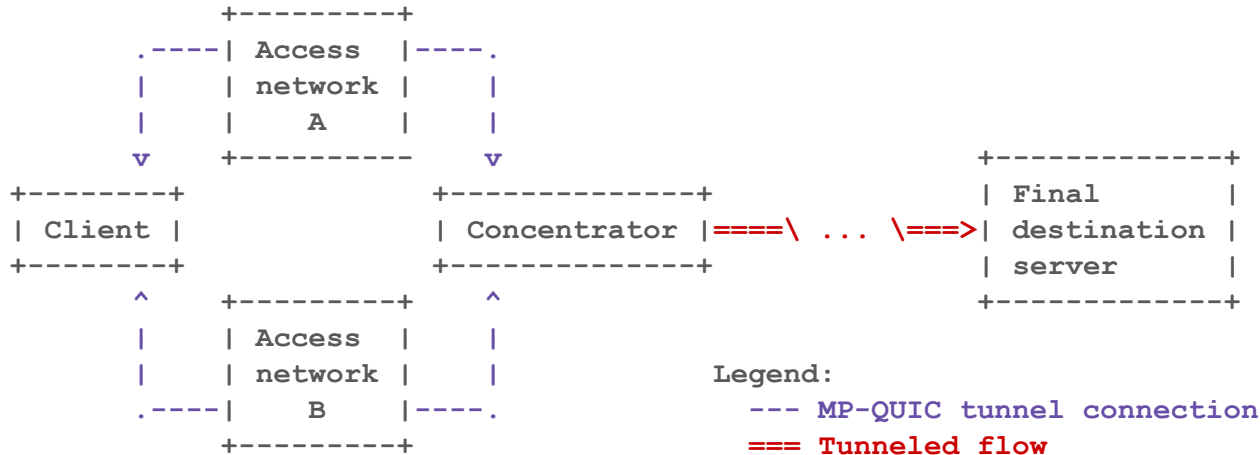 +---------+
.----| Access  |----.
|    | network |    |
|    |    A    |    |
v    +----------    v                           +-------------+
+--------+              +--------------+               | Final       |
| Client |              | Concentrator |====\ ... \===>| destination |
+--------+              +--------------+               | server      |
^    +---------+    ^                           +-------------+
|    | Access  |    |
|    | network |    |            Legend:
.----|    B    |----.              --- MP-QUIC tunnel connection
+---------+                   === Tunneled flow